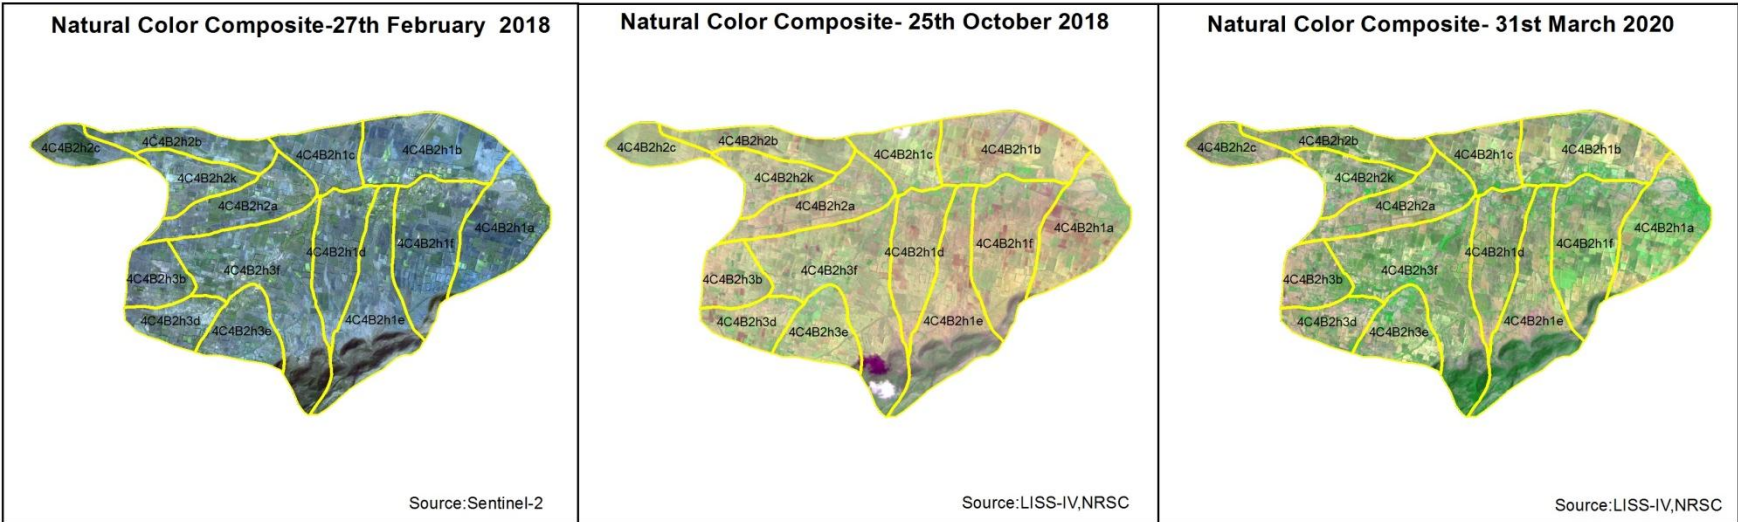 Natural Color Composite-27th February 2018
4C4B2h2c
4C4B2h2b
4C4B2h1c
4C4B2h1b
4C4B2h2k
4C4B2h2a
4C4B2h1a
4C4B2h1d
4C4B2h1f
4C4B2h3b
4C4B2h3f
4C4B2h3d
4C4B2h3e
4C4B2h1e
Source:Sentinel-2
Natural Color Composite- 25th October 2018
4C4B2h2c
4C4B2h2b
4C4B2h1c
4C4B2h1b
4C4B2h2k
4C4B2h2a
4C4B2h1a
4C4B2h1d
4C4B2h1f
4C4B2h3b
4C4B2h3f
4C4B2h3d
4C4B2h3e
4C4B2h1e
Source:LISS-IV,NRSC
Natural Color Composite- 31st March 2020
4C4B2h2c
4C4B2h2b
4C4B2h1c
4C4B2h1b
4C4B2h2k
4C4B2h2a
4C4B2h1a
4C4B2h1d
4C4B2h1f
4C4B2h3b
4C4B2h3f
4C4B2h3d
4C4B2h3e
4C4B2h1e
Source:LISS-IV,NRSC